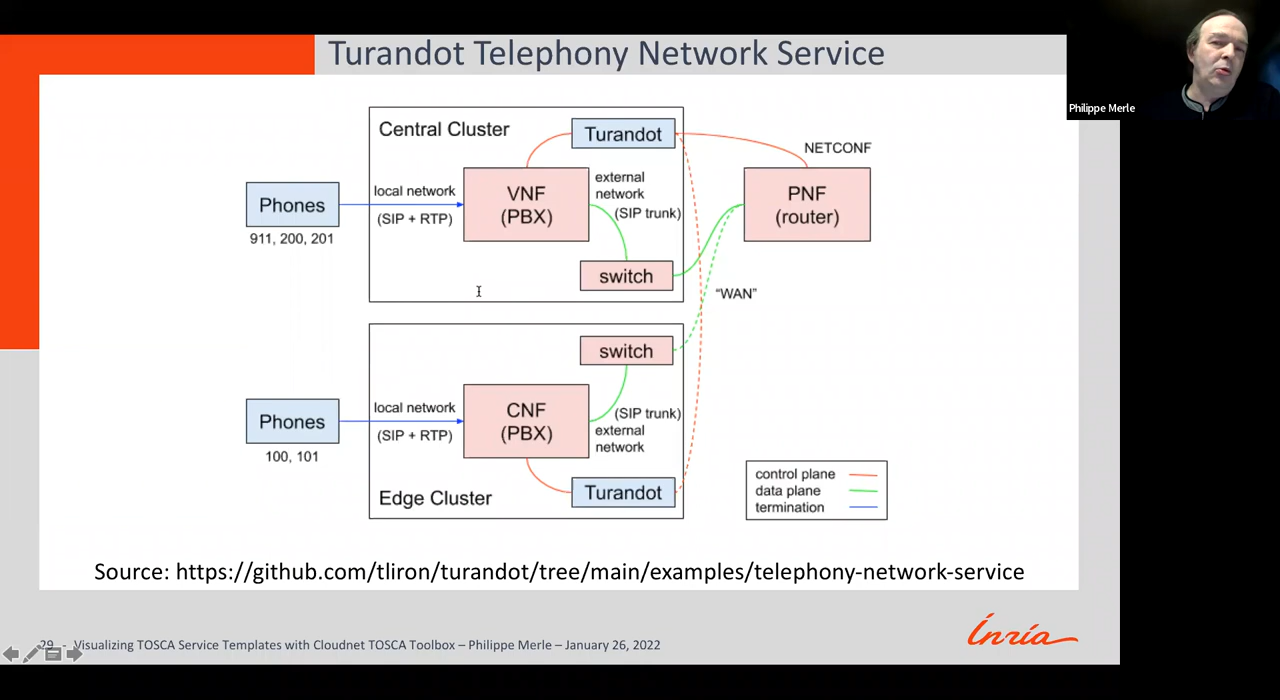 Turandot Telephony Network Service
Philippe Merle
Central Cluster
Turandot
NETCONF
Phones
911, 200, 201
local network
(SIP + RTP)
VNF
(PBX)
external
network
(SIP trunk)
switch
PNF
(router)
“WAN”
switch
Phones
100, 101
local network
(SIP + RTP)
CNF
(PBX)
(SIP trunk)
external
network
Edge Cluster
Turandot
control plane
data plane
termination
Source: https://github.com/tliron/turandot/tree/main/examples/telephony-network-service
29 - Visualizing TOSCA Service Templates with Cloudnet TOSCA Toolbox – Philippe Merle – January 26, 2022
Inria